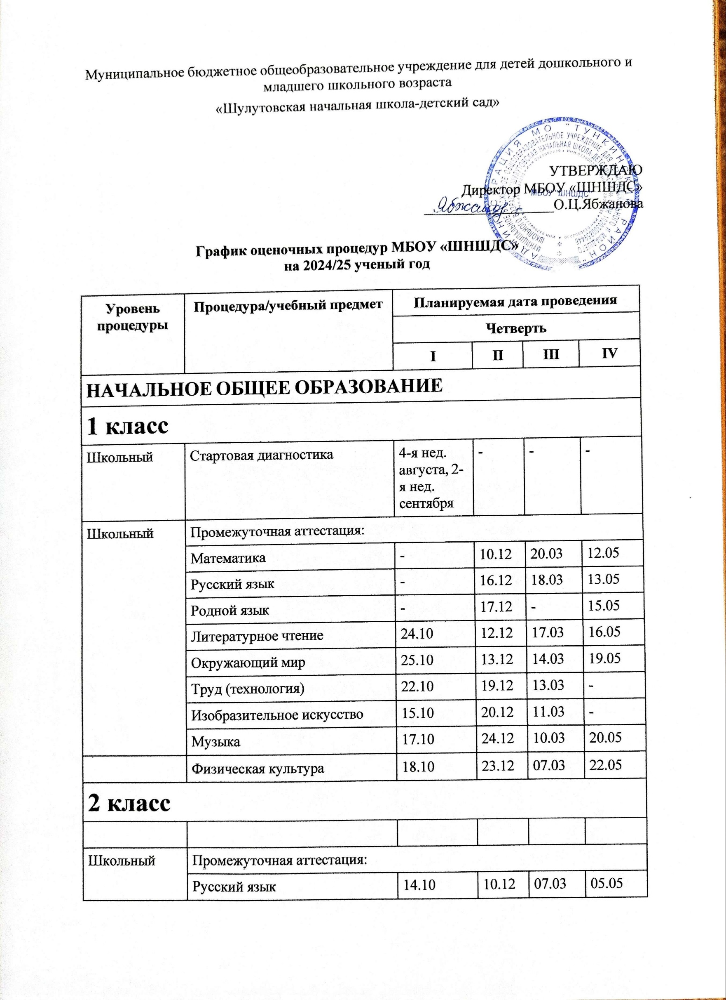 Муниципальное бюджетное общеобразовательное учреждение для детей дошкольного и
младшего школьного возраста
«Шулутовская начальная школа-детский сад»
УТВЕРЖДАЮ
Директор МБОУ «ШНШДС»
МБОУ "ШНШДС"
О.Ц.Ябжанова
График оценочных процедур МБОУ «ШНШДС»
на 2024/25 ученый год
Уровень процедуры Процедура/учебный предмет Планируемая дата проведения
Четверть
I II III IV
НАЧАЛЬНОЕ ОБЩЕЕ ОБРАЗОВАНИЕ
1 класс
Школьный Стартовая диагностика 4-я нед. - - -
августа, 2-
я нед.
сентября
Школьный Промежуточная аттестация:
Математика - 10.12 20.03 12.05
Русский язык - 16.12 18.03 13.05
Родной язык - 17.12 - 15.05
Литературное чтение 24.10 12.12 17.03 16.05
Окружающий мир 25.10 13.12 14.03 19.05
Труд (технология) 22.10 19.12 13.03 -
Изобразительное искусство 15.10 20.12 11.03 -
Музыка 17.10 24.12 10.03 20.05
Физическая культура 18.10 23.12 07.03 22.05
2 класс
Школьный Промежуточная аттестация:
Русский язык 14.10 10.12 07.03 05.05